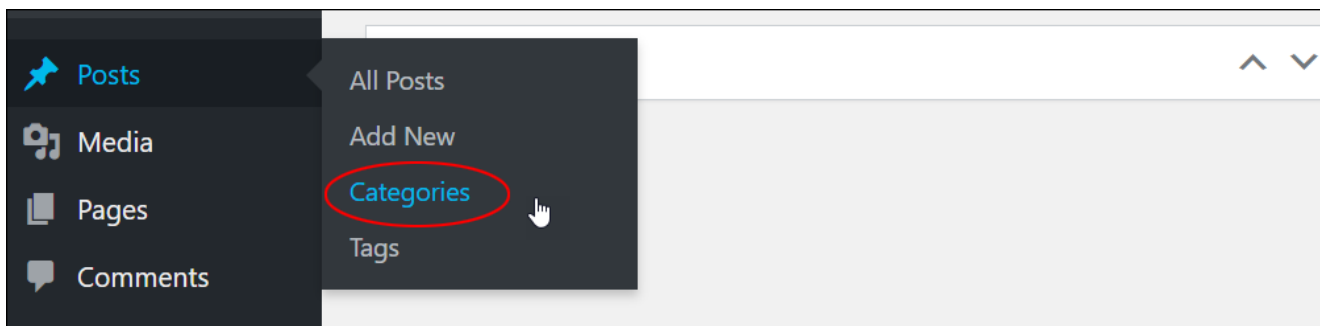 Posts
Media
Pages
Comments
All Posts
Add New
Categories
Tags